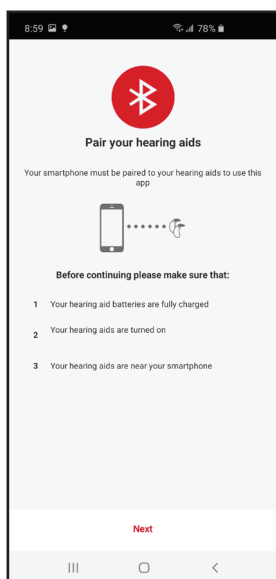 8:59 78%
Pair your hearing aids
Your smartphone must be paired to your hearing aids to use this
app
Before continuing please make sure that:
1 Your hearing aid batteries are fully charged
2 Your hearing aids are turned on
3 Your hearing aids are near your smartphone
Next